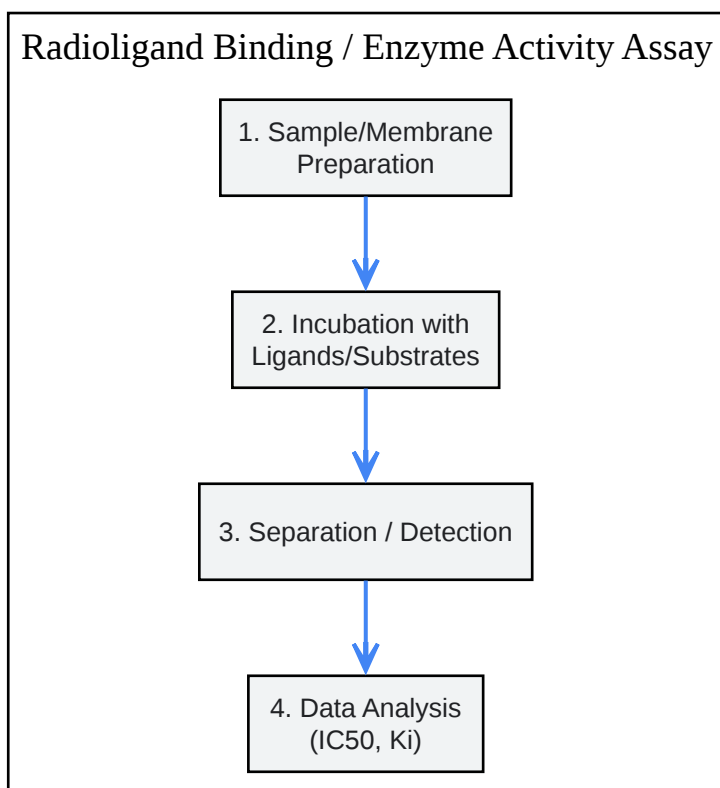 Radioligand Binding / Enzyme Activity Assay
1. Sample/Membrane
Preparation
2. Incubation with
Ligands/Substrates
3. Separation / Detection
4. Data Analysis
(IC50, Ki)